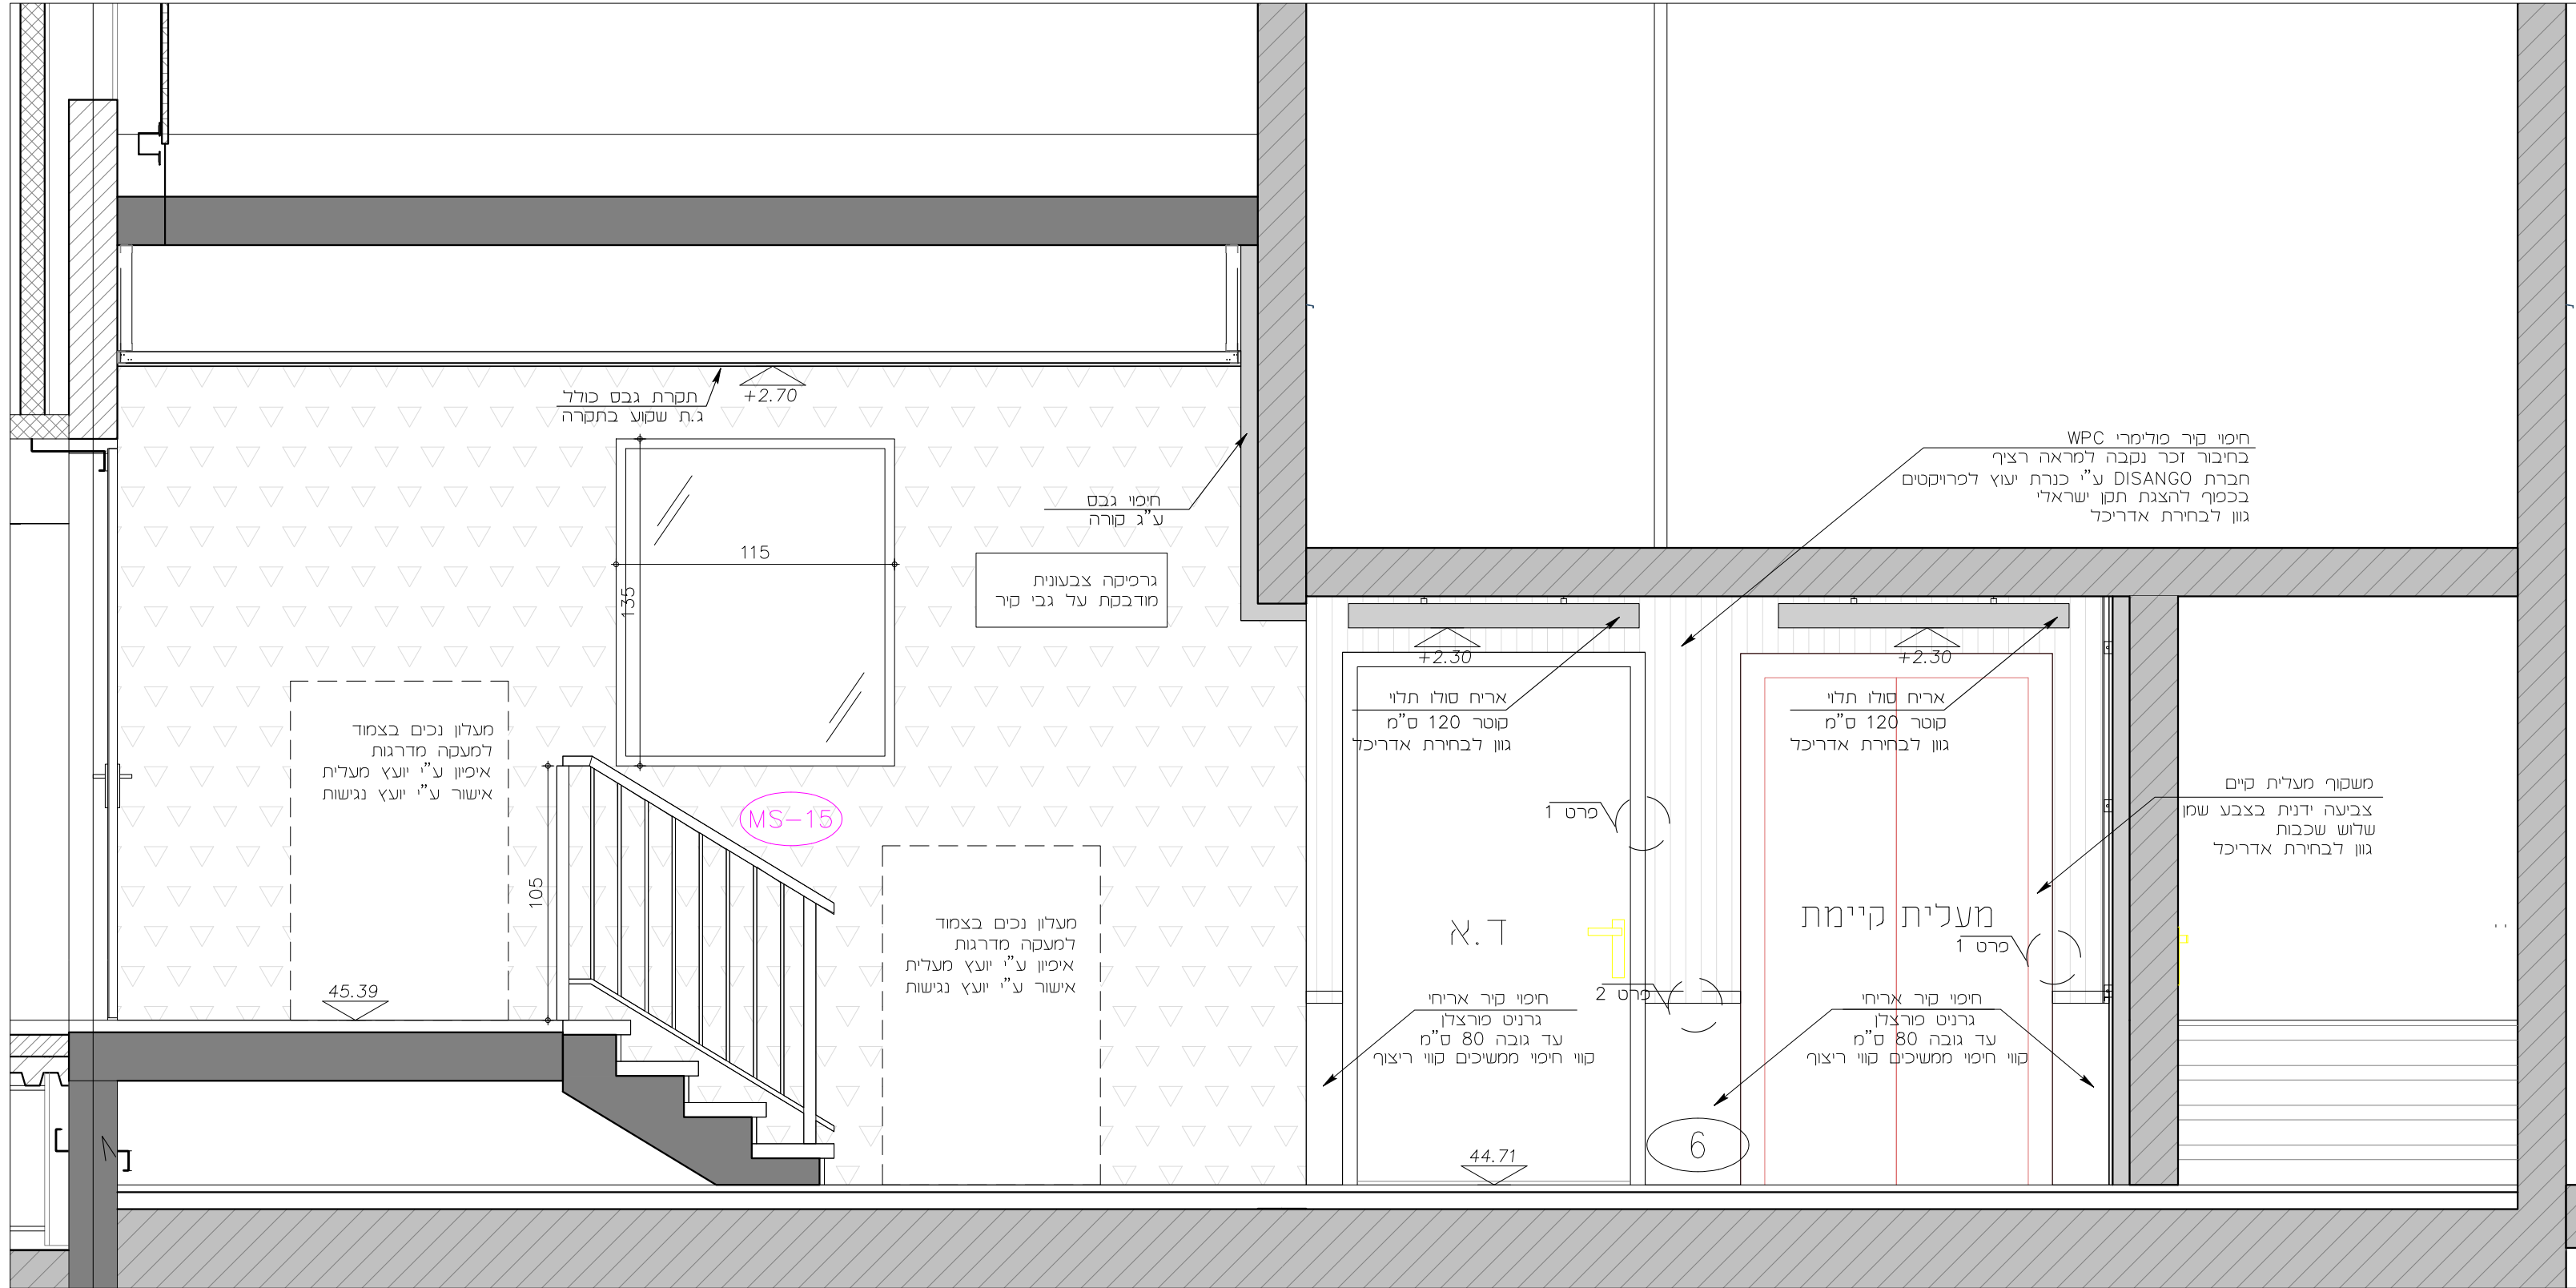 תקרת גבס כולל
ג.ת שקוע בתקרה
+2.70
חיפוי גבס
ע"ג קורה
115
135
גרפיקה צבעונית
מודבקת על גבי קיר
חיפוי קיר פולימרי WPC
בחיבור זכר נקבה למראה רציף
חברת DISANGO ע"י כנרת יעוץ לפרויקטים
בכפוף להצגת תקן ישראלי
גוון לבחירת אדריכל
+2.30
+2.30
אריח סולו תלוי
קוטר 120 ס"מ
גוון לבחירת אדריכל
אריח סולו תלוי
קוטר 120 ס"מ
גוון לבחירת אדריכל
מעלון נכים בצמוד
למעקה מדרגות
איפיון ע"י יועץ מעלית
אישור ע"י יועץ נגישות
MS-15
105
45.39
מעלון נכים בצמוד
למעקה מדרגות
איפיון ע"י יועץ מעלית
אישור ע"י יועץ נגישות
משקוף מעלית קיים
צביעה ידנית בצבע שמן
שלוש שכבות
גוון לבחירת אדריכל
פרט 1
ד.א
מעלית קיימת
פרט 1
פרט 2
חיפוי קיר אריחי
גרניט פורצלן
עד גובה 80 ס"מ
קווי חיפוי ממשיכים קווי ריצוף
חיפוי קיר אריחי
גרניט פורצלן
עד גובה 80 ס"מ
קווי חיפוי ממשיכים קווי ריצוף
6
44.71